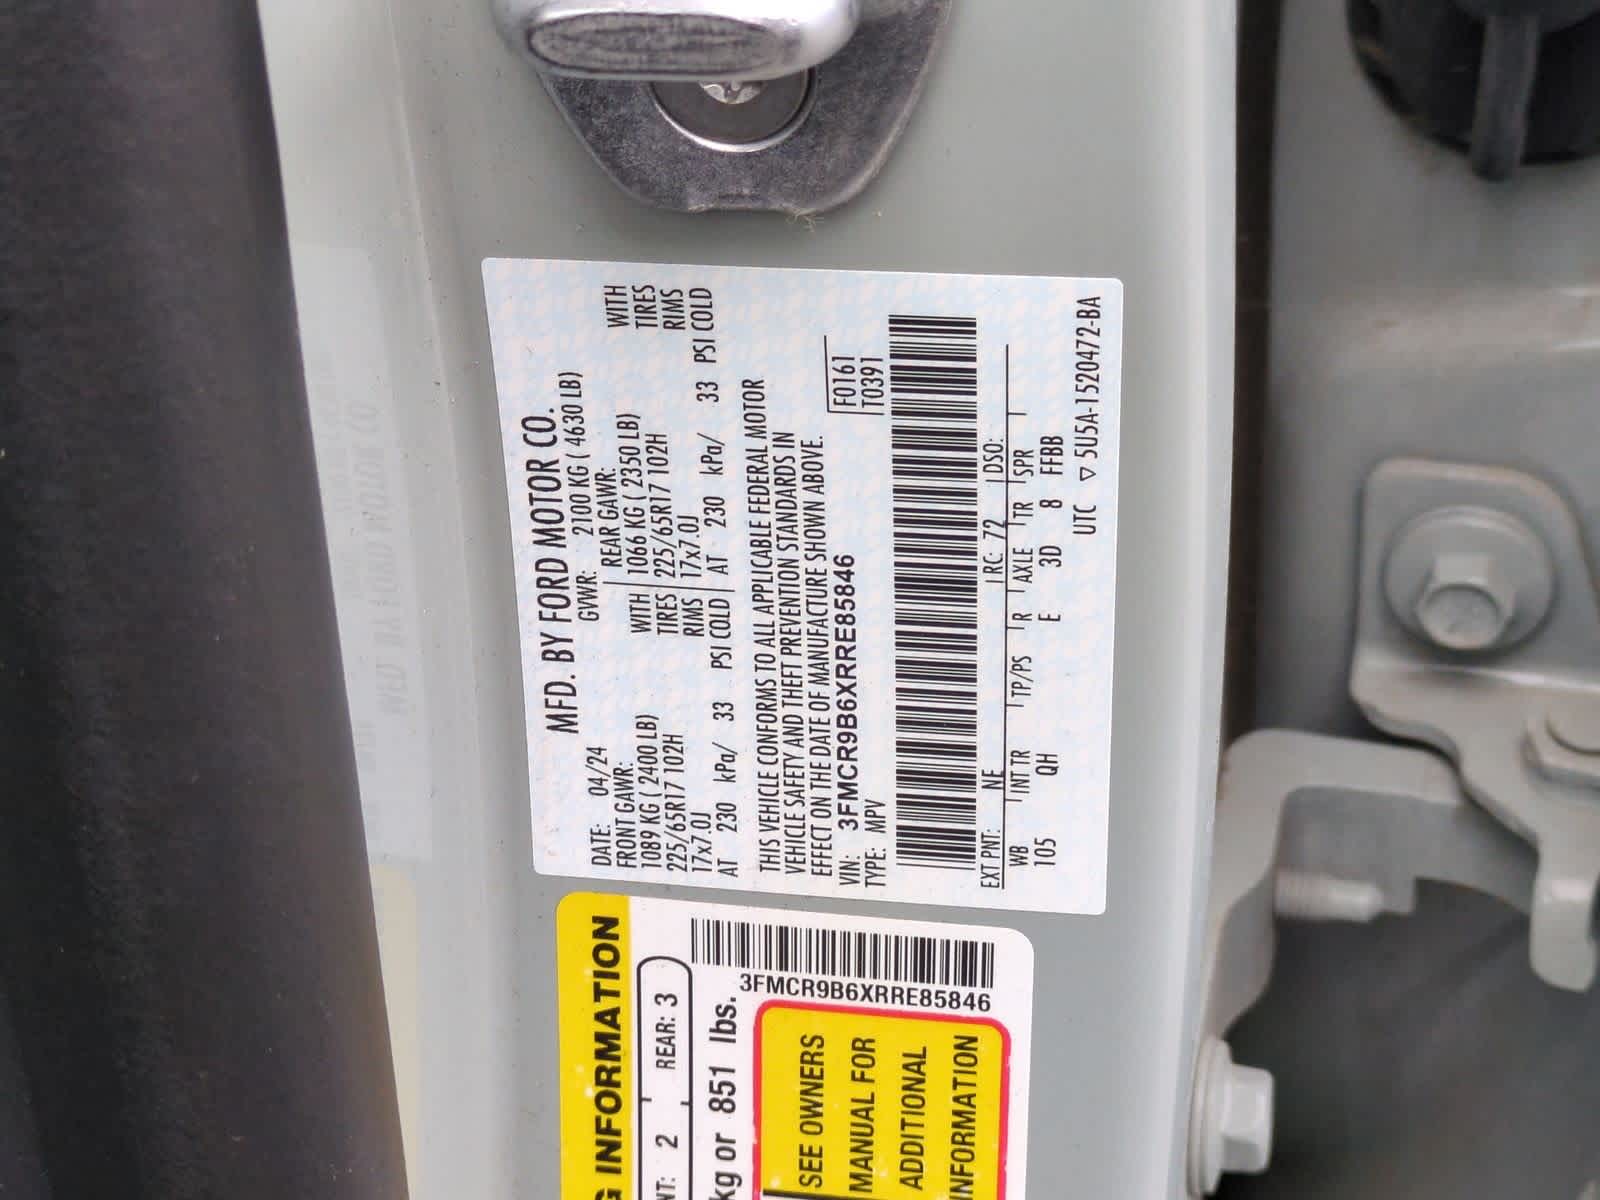 MFD. BY FORD MOTOR CO.
DATE: 04/24 GVWR: 2100 KG ( 4630 LB)
FRONT GAWR: REAR GAWR:
1089 KG ( 2400 LB) WITH 1066 KG ( 2350 LB) WITH
225/65R17 102H TIRES 225/65R17 102H TIRES
17x7.0J RIMS 17x7.0J RIMS
AT 230 kPa/ 33 PSI COLD AT 230 kPa/ 33 PSI COLD
THIS VEHICLE CONFORMS TO ALL APPLICABLE FEDERAL MOTOR
VEHICLE SAFETY AND THEFT PREVENTION STANDARDS IN
EFFECT ON THE DATE OF MANUFACTURE SHOWN ABOVE.
VIN: 3FMCR9B6XRRE85846 F0161
TYPE: MPV T0391
EXT PNT: NE RC: 72 DSO:
WB INT TR TP/PS R AXLE TR SPR
105 QH E 3D 8 FFBB
UTC ▽ 5U5A-1520472-BA
INFORMATION
2 REAR: 3
kg or 851 lbs.
3FMCR9B6XRRE85846
SEE OWNERS
MANUAL FOR
ADDITIONAL
INFORMATION